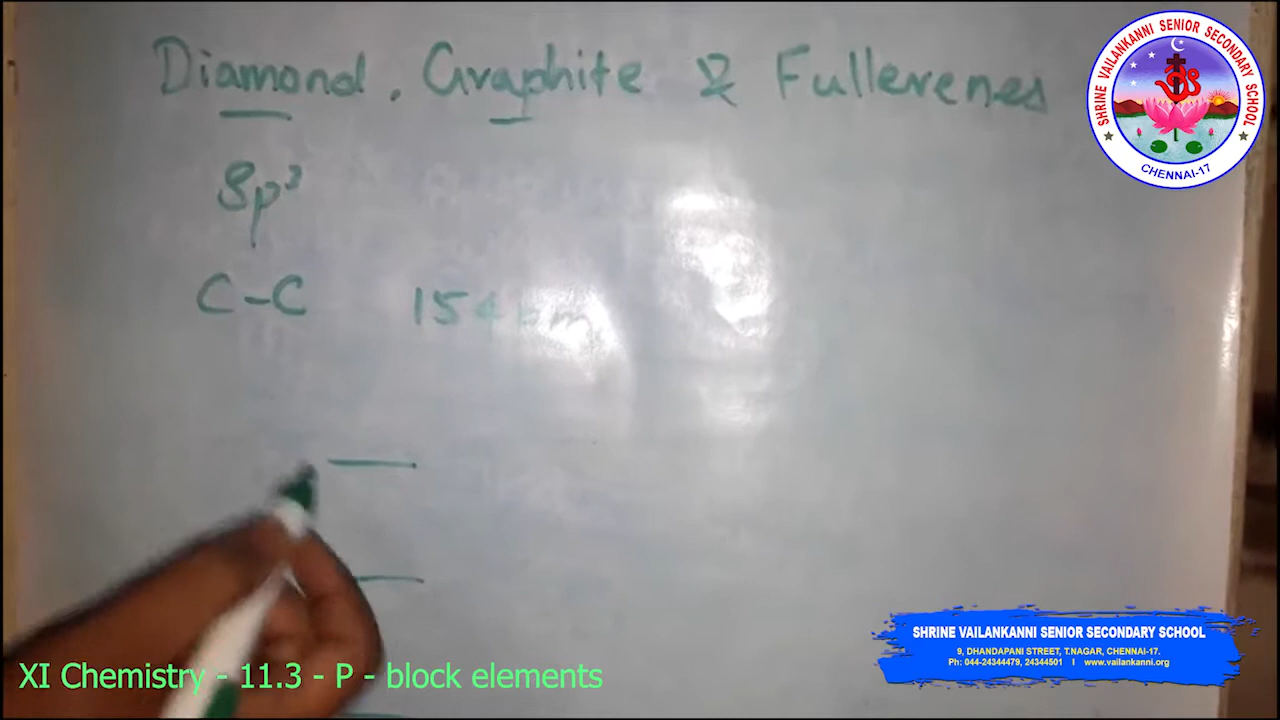 Diamond, Graphite & Fullerenes
Sp³
C-C 154 pm
SHRINE VAILANKANNI SENIOR SECONDARY SCHOOL
CHENNAI-17
SHRINE VAILANKANNI SENIOR SECONDARY SCHOOL
9, DHANDAPANI STREET, T.NAGAR, CHENNAI-17.
Ph: 044-24344479, 24344501 I www.vailankanni.org
XI Chemistry - 11.3 - P - block elements